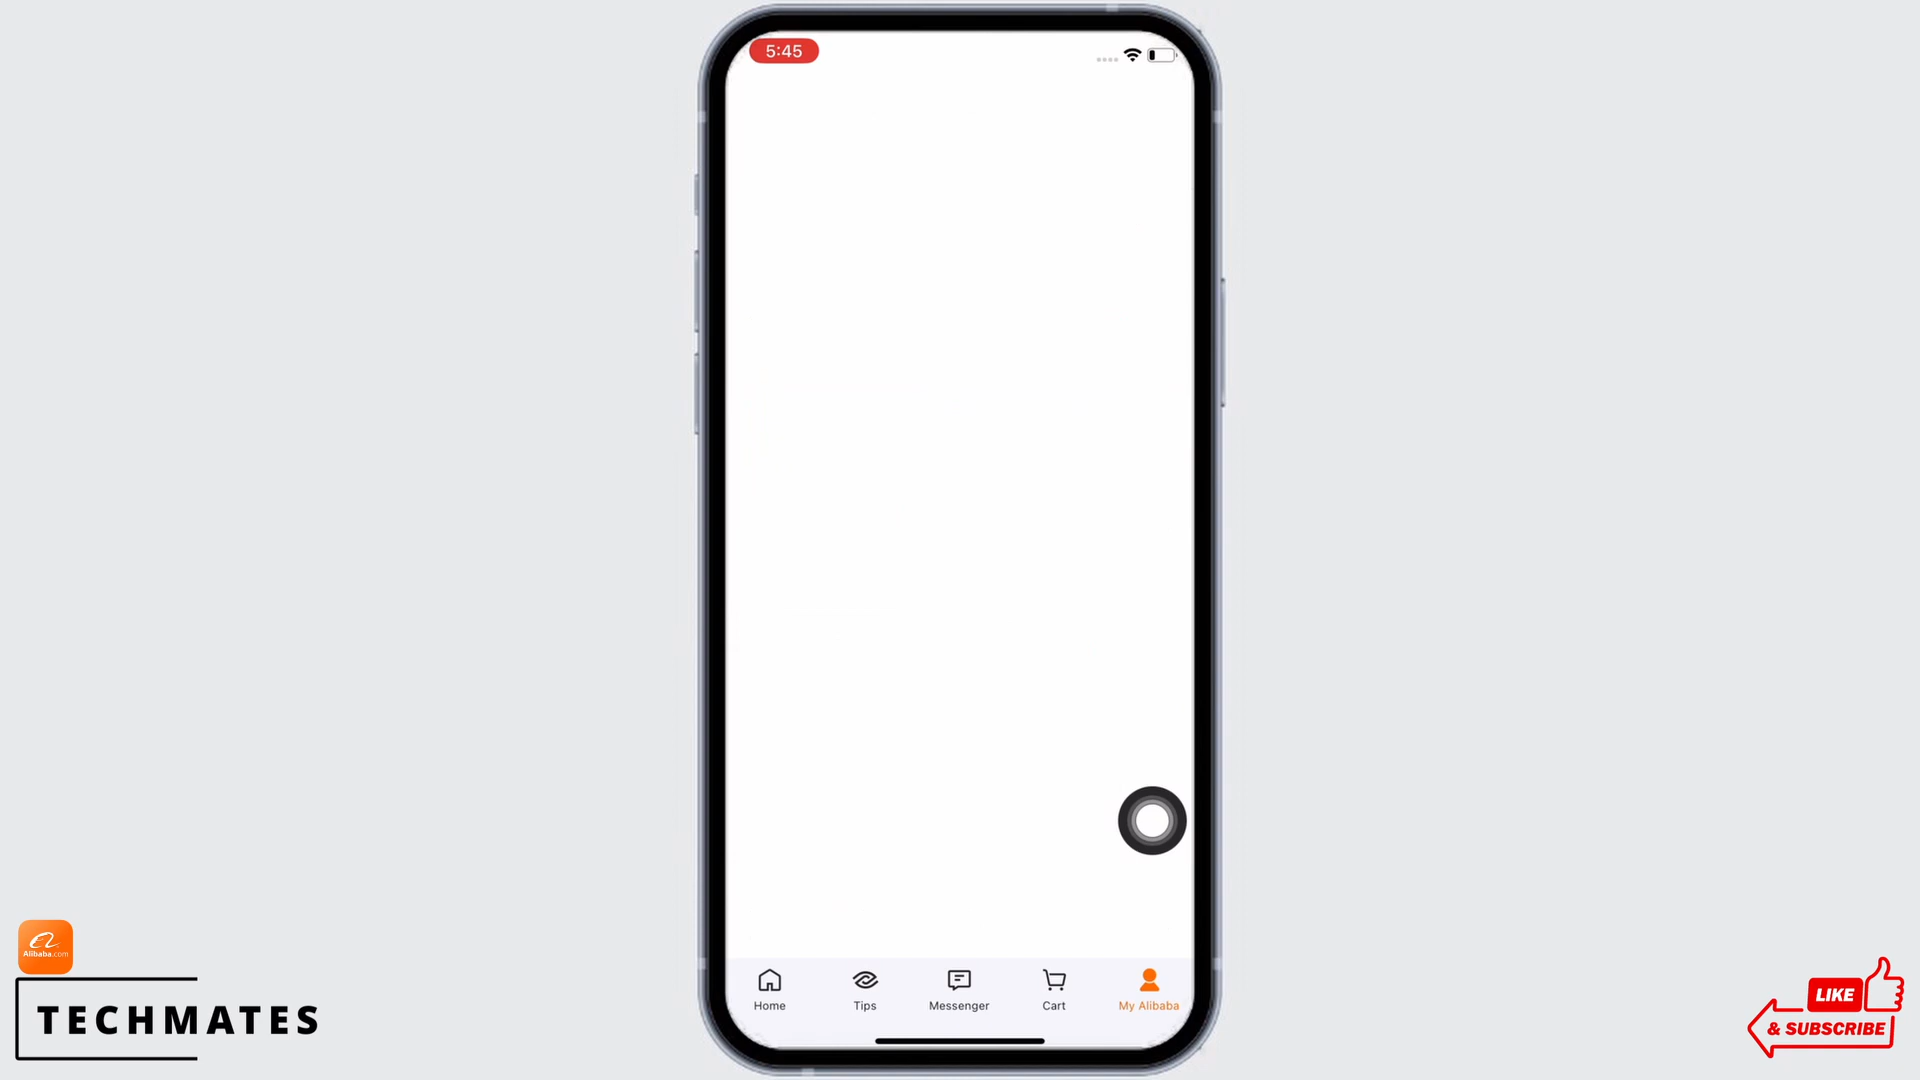 5:45
Home
Tips
Messenger
Cart
My Alibaba
Alibaba.com
TECHMATES
LIKE
& SUBSCRIBE